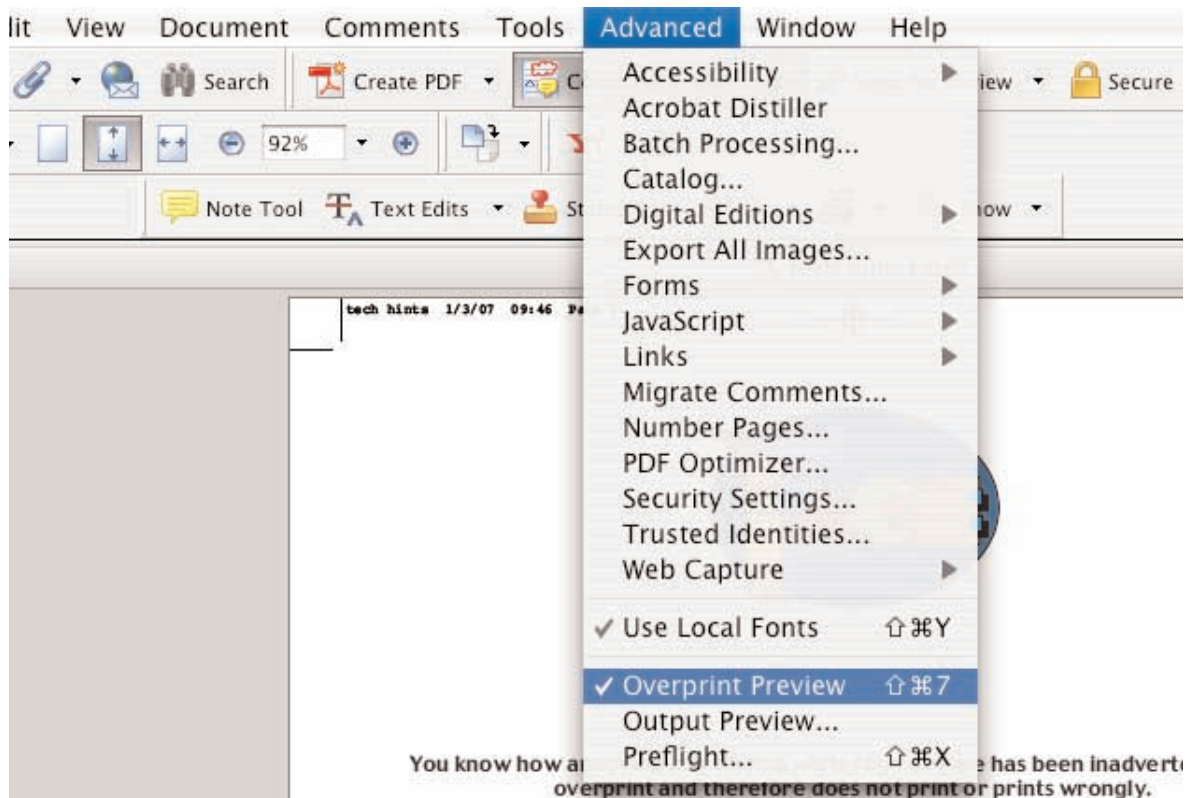 lit View Document Comments Tools Advanced Window Help
Search Create PDF Secure
92%
Note Tool Text Edits
Accessibility
Acrobat Distiller
Batch Processing...
Catalog...
Digital Editions
Export All Images...
Forms
JavaScript
Links
Migrate Comments...
Number Pages...
PDF Optimizer...
Security Settings...
Trusted Identities...
Web Capture
Use Local Fonts ⇧⌘Y
Overprint Preview ⇧⌘7
Output Preview...
Preflight... ⇧⌘X
tech hints 1/3/07 09:46
You know how has been inadverte
overprint and therefore does not print or prints wrongly.